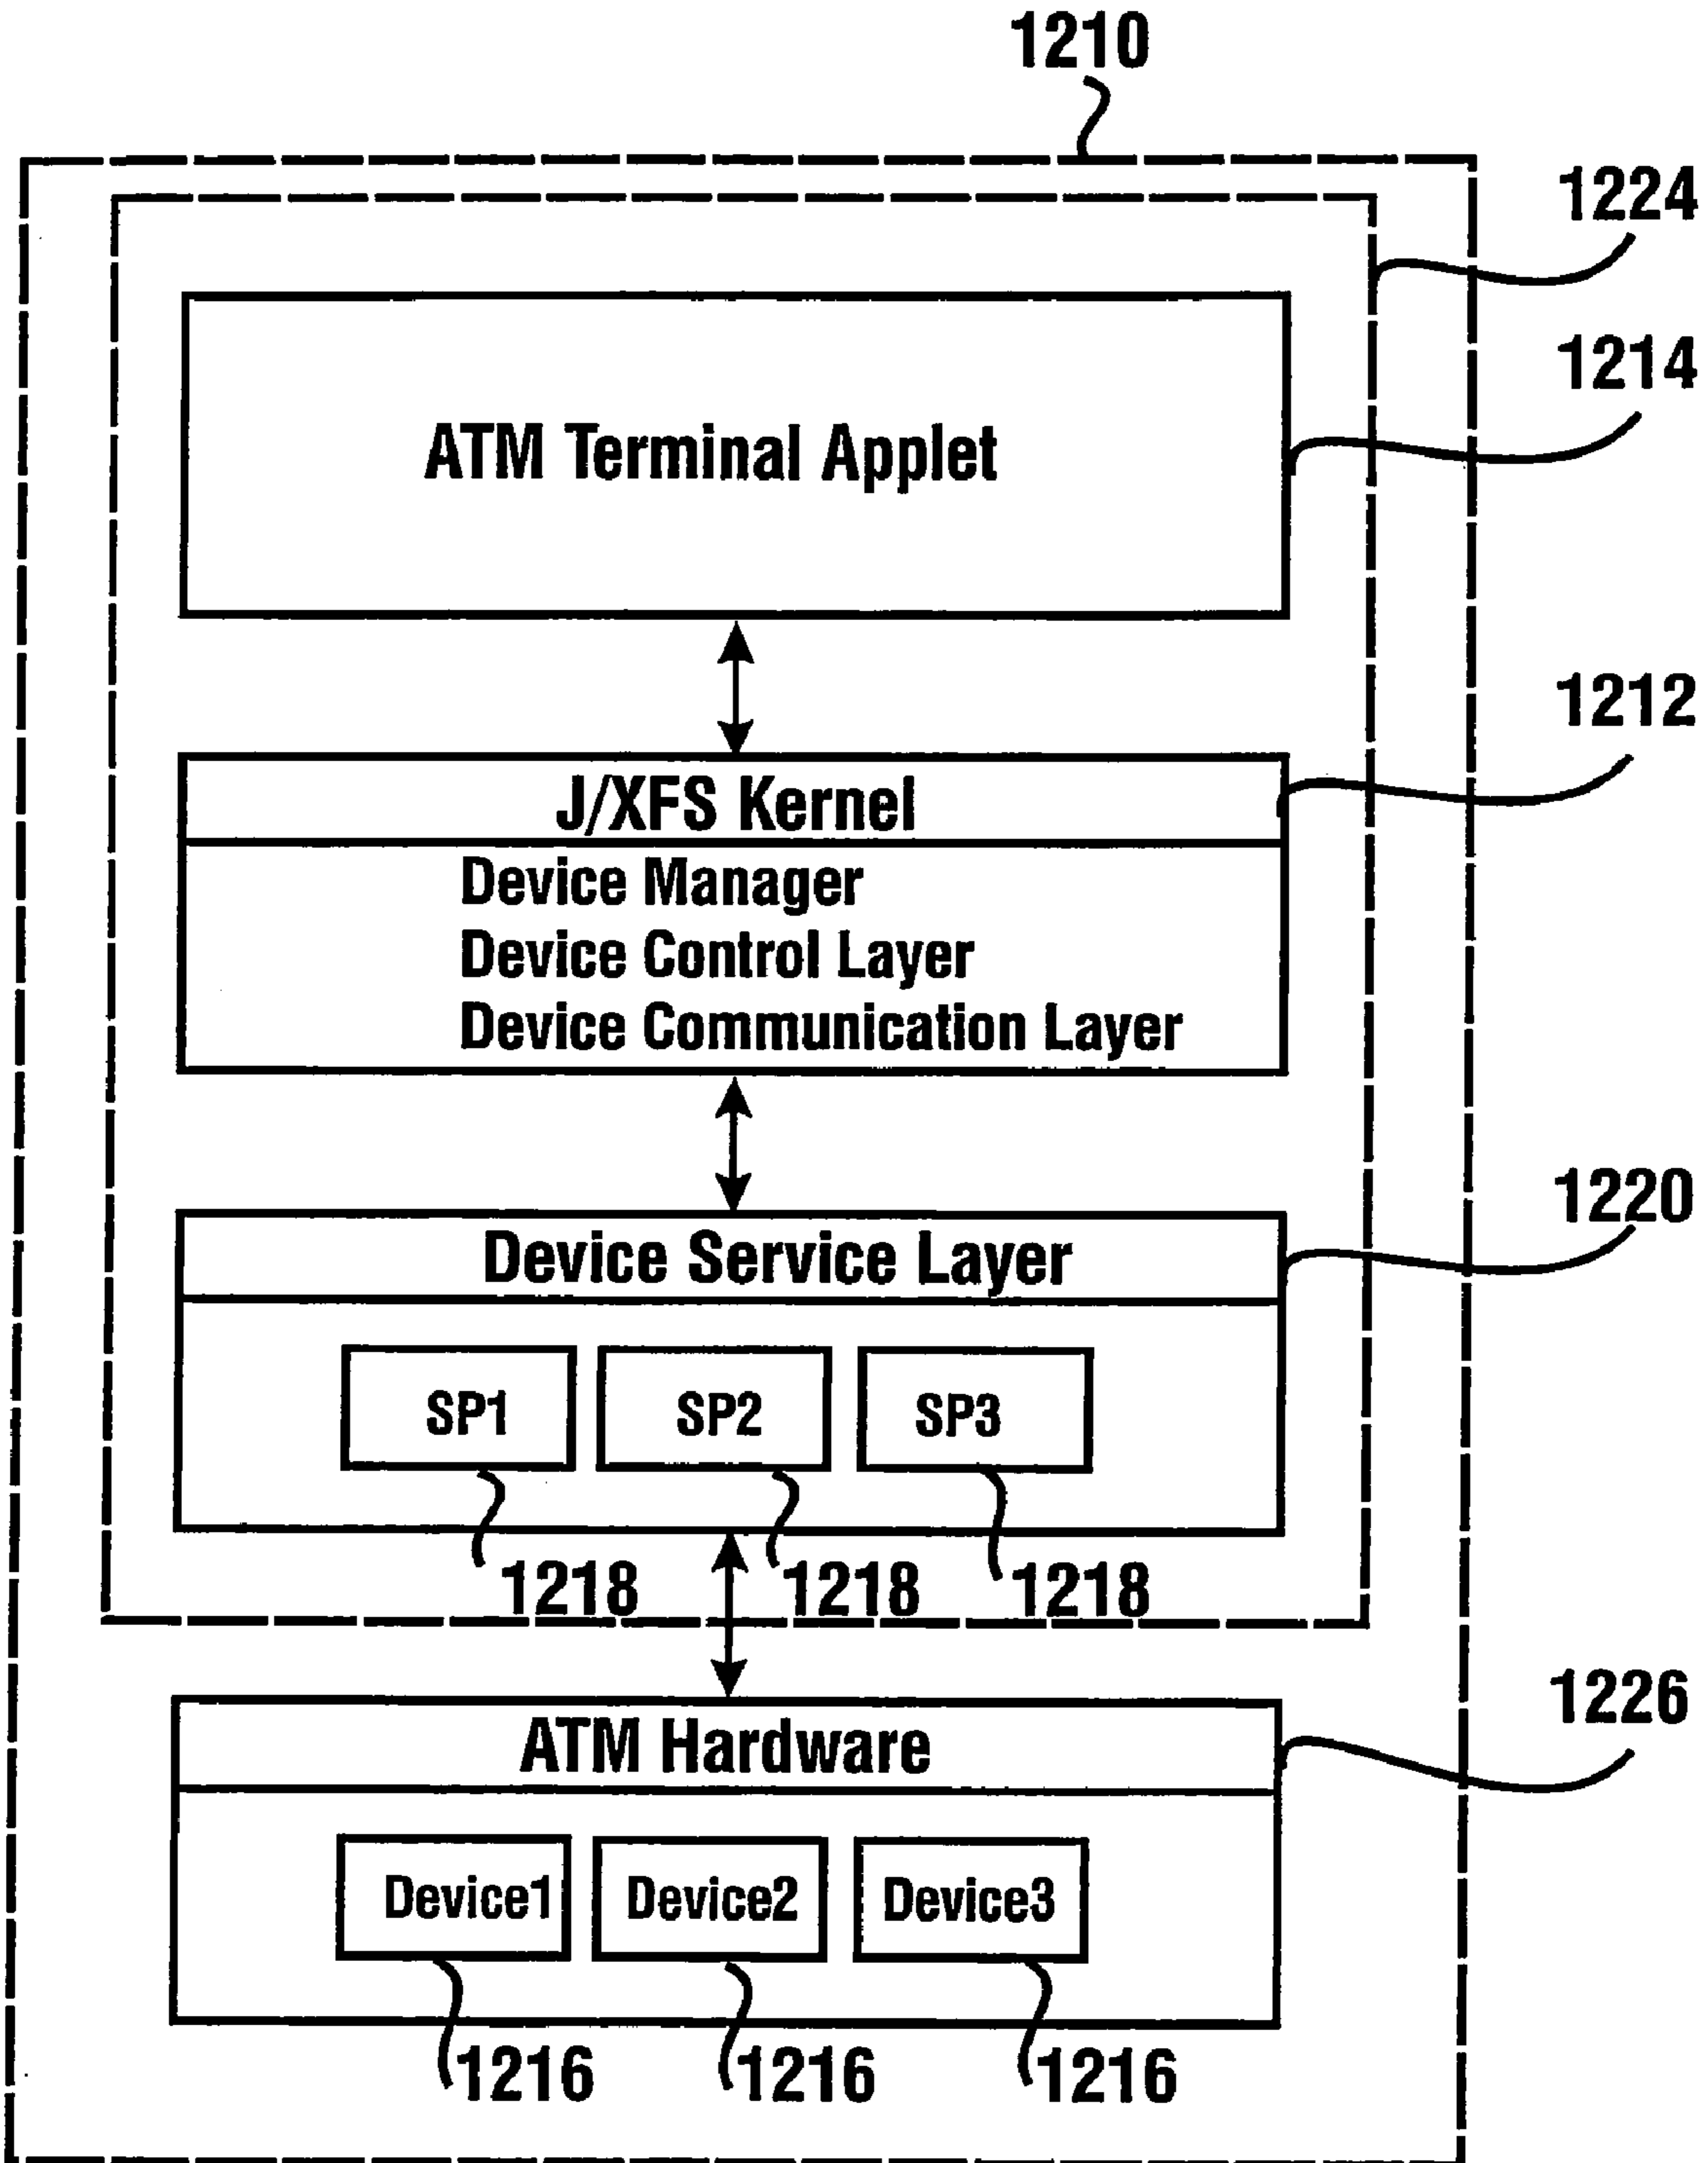 1210
1224
1214
ATM Terminal Applet
1212
J/XFS Kernel
Device Manager
Device Control Layer
Device Communication Layer
1220
Device Service Layer
SP1 SP2 SP3
1218 1218 1218
1226
ATM Hardware
Device1 Device2 Device3
1216 1216 1216